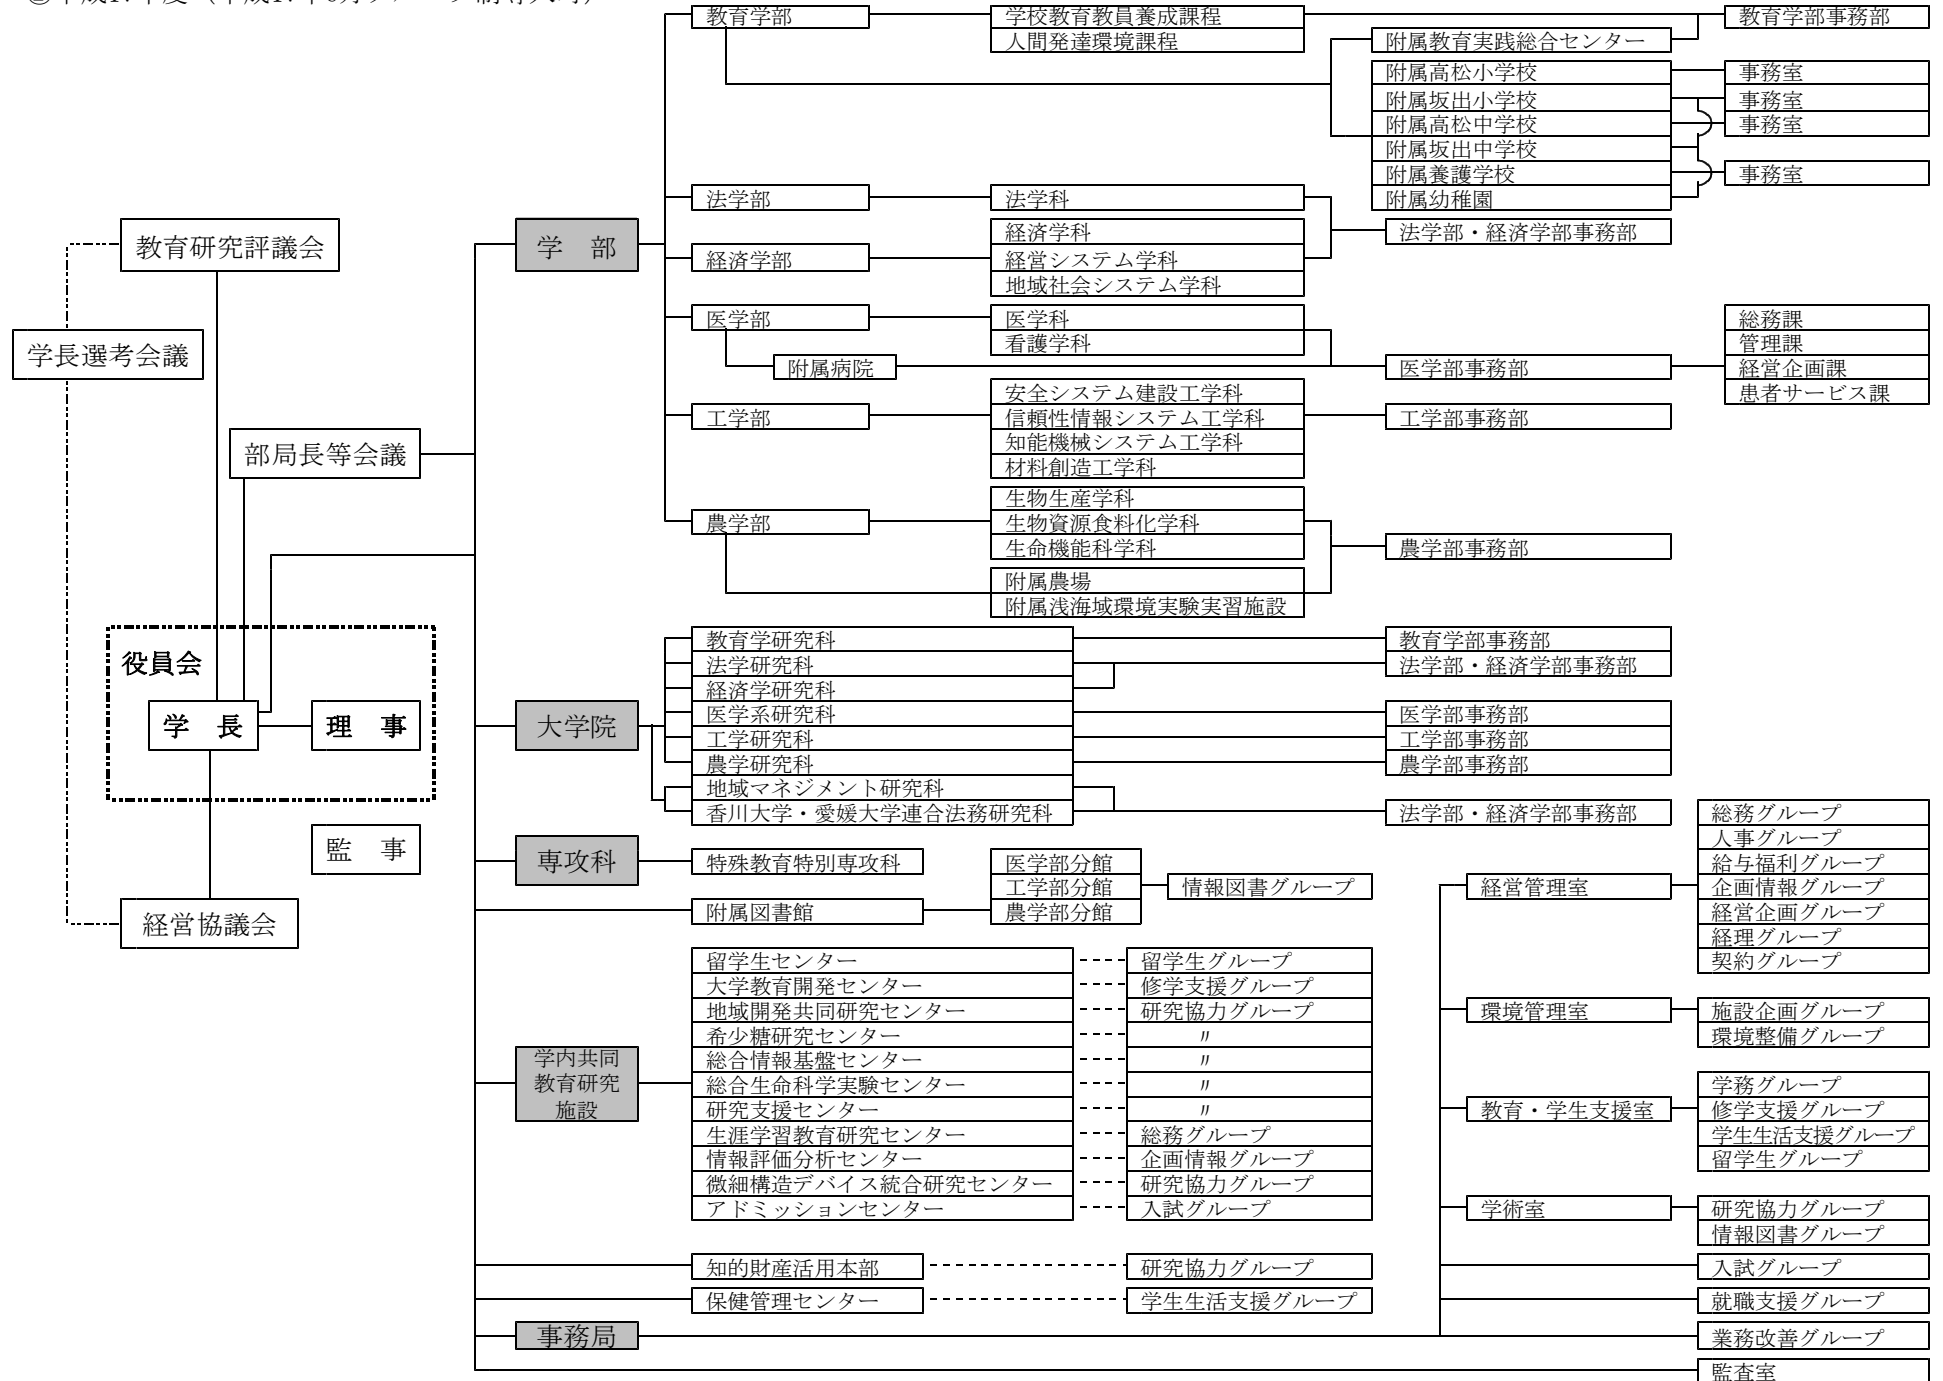 教育学部
学校教育教員養成課程
人間発達環境課程
教育学部事務部
附属教育実践総合センター
附属高松小学校
附属坂出小学校
附属高松中学校
附属坂出中学校
附属養護学校
附属幼稚園
事務室
事務室
事務室
事務室
法学部
法学科
経済学部
経済学科
経営システム学科
地域社会システム学科
法学部・経済学部事務部
学　部
教育研究評議会
学長選考会議
部局長等会議
医学部
医学科
看護学科
附属病院
医学部事務部
総務課
管理課
経営企画課
患者サービス課
工学部
安全システム建設工学科
信頼性情報システム工学科
知能機械システム工学科
材料創造工学科
工学部事務部
農学部
生物生産学科
生物資源食料化学科
生命機能科学科
附属農場
附属浅海域環境実験実習施設
農学部事務部
役員会
学　長
理　事
監　事
経営協議会
大学院
教育学研究科
法学研究科
経済学研究科
医学系研究科
工学研究科
農学研究科
地域マネジメント研究科
香川大学・愛媛大学連合法務研究科
教育学部事務部
法学部・経済学部事務部
医学部事務部
工学部事務部
農学部事務部
法学部・経済学部事務部
専攻科
特殊教育特別専攻科
附属図書館
医学部分館
工学部分館
農学部分館
情報図書グループ
学内共同
教育研究
施設
留学生センター
大学教育開発センター
地域開発共同研究センター
希少糖研究センター
総合情報基盤センター
総合生命科学実験センター
研究支援センター
生涯学習教育研究センター
情報評価分析センター
微細構造デバイス統合研究センター
アドミッションセンター
留学生グループ
修学支援グループ
研究協力グループ
〃
〃
〃
〃
総務グループ
企画情報グループ
研究協力グループ
入試グループ
知的財産活用本部
研究協力グループ
保健管理センター
学生生活支援グループ
事務局
経営管理室
総務グループ
人事グループ
給与福利グループ
企画情報グループ
経営企画グループ
経理グループ
契約グループ
環境管理室
施設企画グループ
環境整備グループ
教育・学生支援室
学務グループ
修学支援グループ
学生生活支援グループ
留学生グループ
学術室
研究協力グループ
情報図書グループ
入試グループ
就職支援グループ
業務改善グループ
監査室